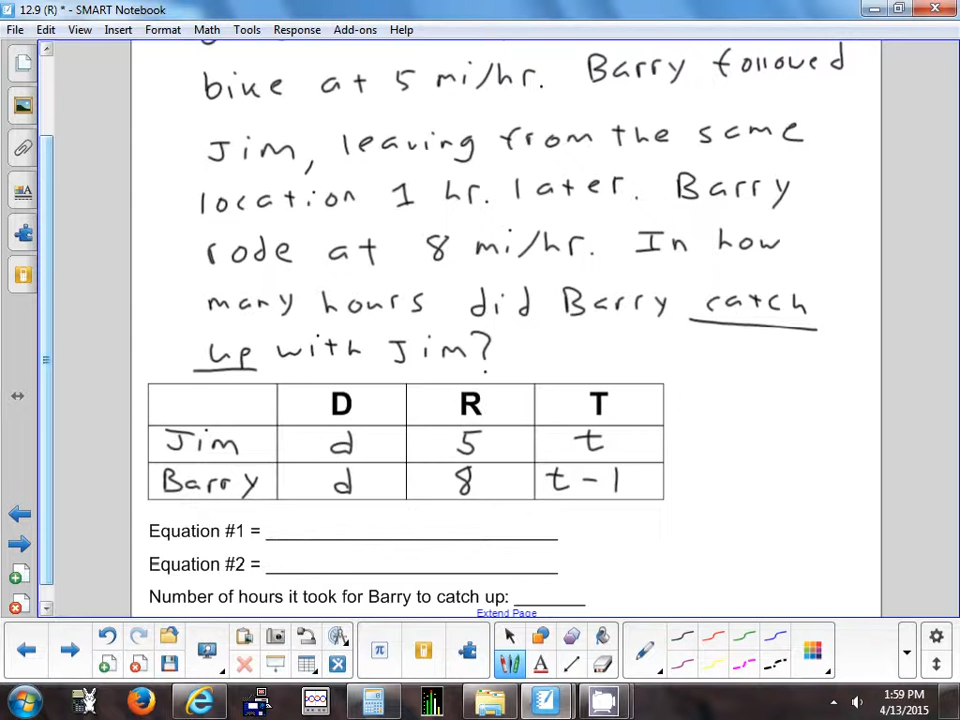 12.9 (R) * - SMART Notebook
File Edit View Insert Format Math Tools Response Add-ons Help
bike at 5 mi/hr. Barry followed
Jim, leaving from the same
location 1 hr. later. Barry
rode at 8 mi/hr. In how
many hours did Barry catch
up with Jim?
D R T
Jim d 5 t
Barry d 8 t - 1
Equation #1 = ____________________
Equation #2 = ____________________
Number of hours it took for Barry to catch up: _____
Extend Page
1:59 PM
4/13/2015